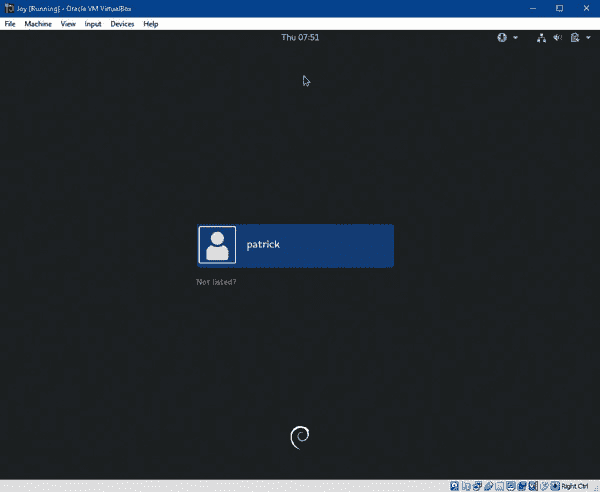 Joy [Running] - Oracle VM VirtualBox
File Machine View Input Devices Help
Thu 07:51
patrick
Not listed?
Right Ctrl